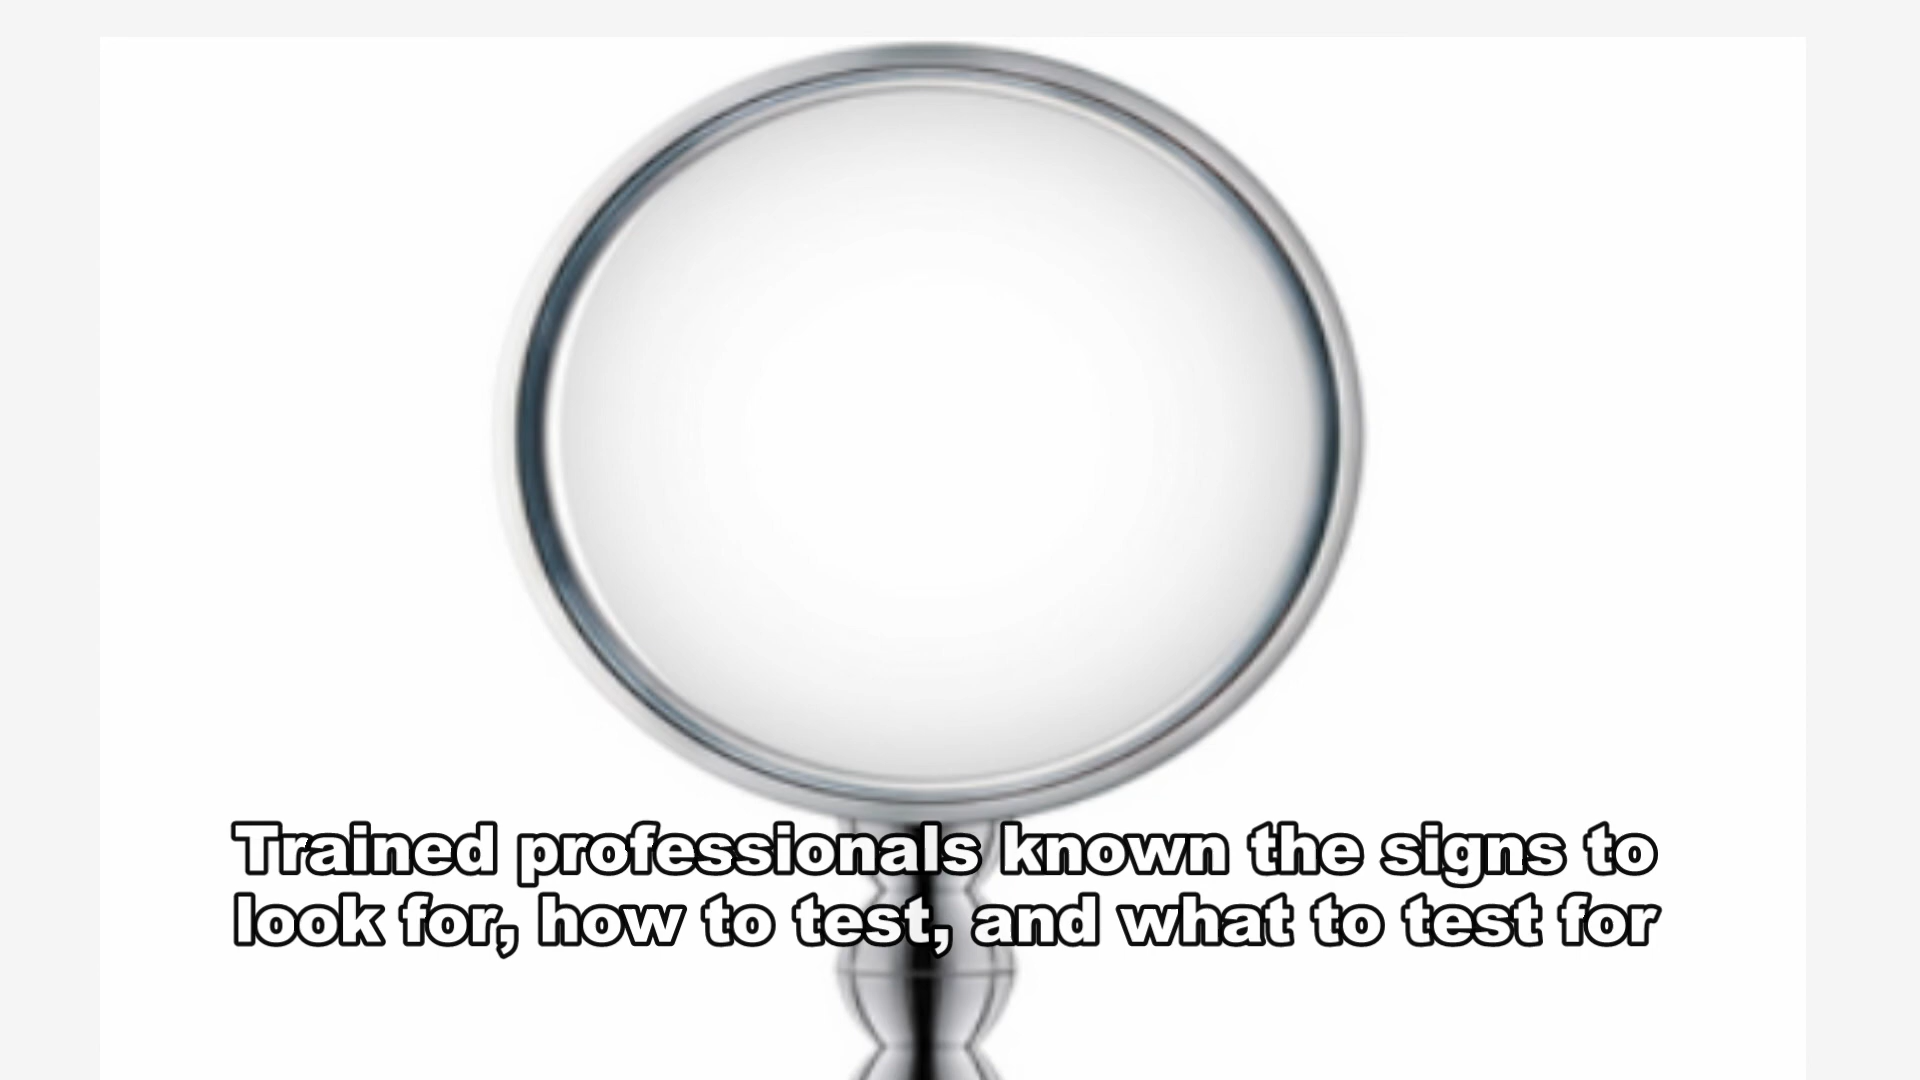 Trained professionals known the signs to
look for, how to test, and what to test for